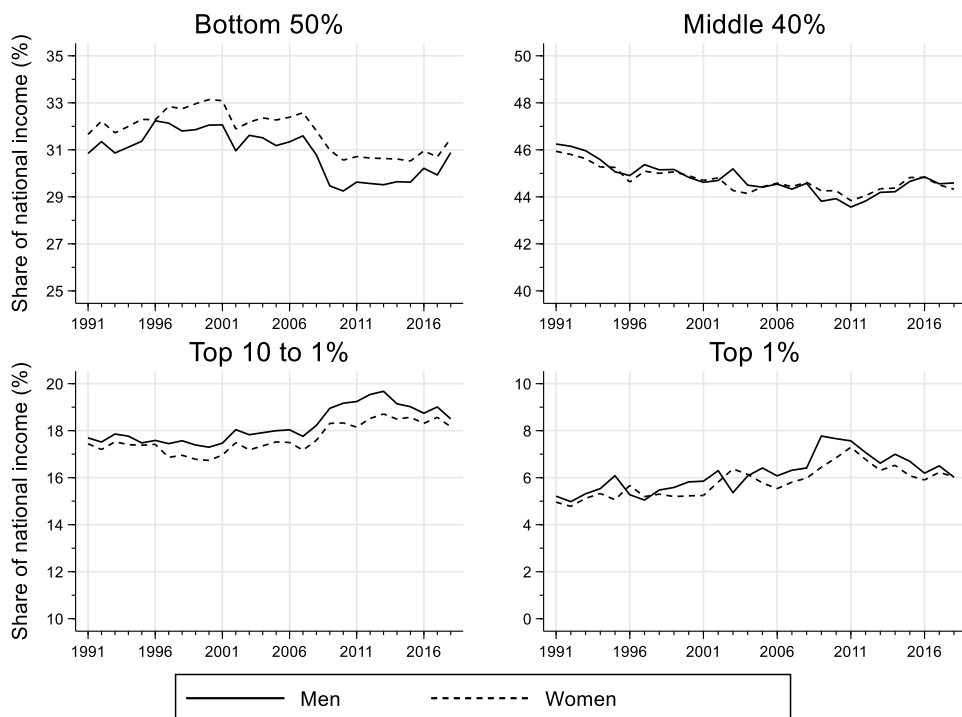 Bottom 50%
Share of national income (%)
35
33
31
29
27
25
1991 1996 2001 2006 2011 2016
Middle 40%
50
48
46
44
42
40
1991 1996 2001 2006 2011 2016
Top 10 to 1%
Share of national income (%)
20
18
16
14
12
10
1991 1996 2001 2006 2011 2016
Top 1%
10
8
6
4
2
0
1991 1996 2001 2006 2011 2016
Men Women